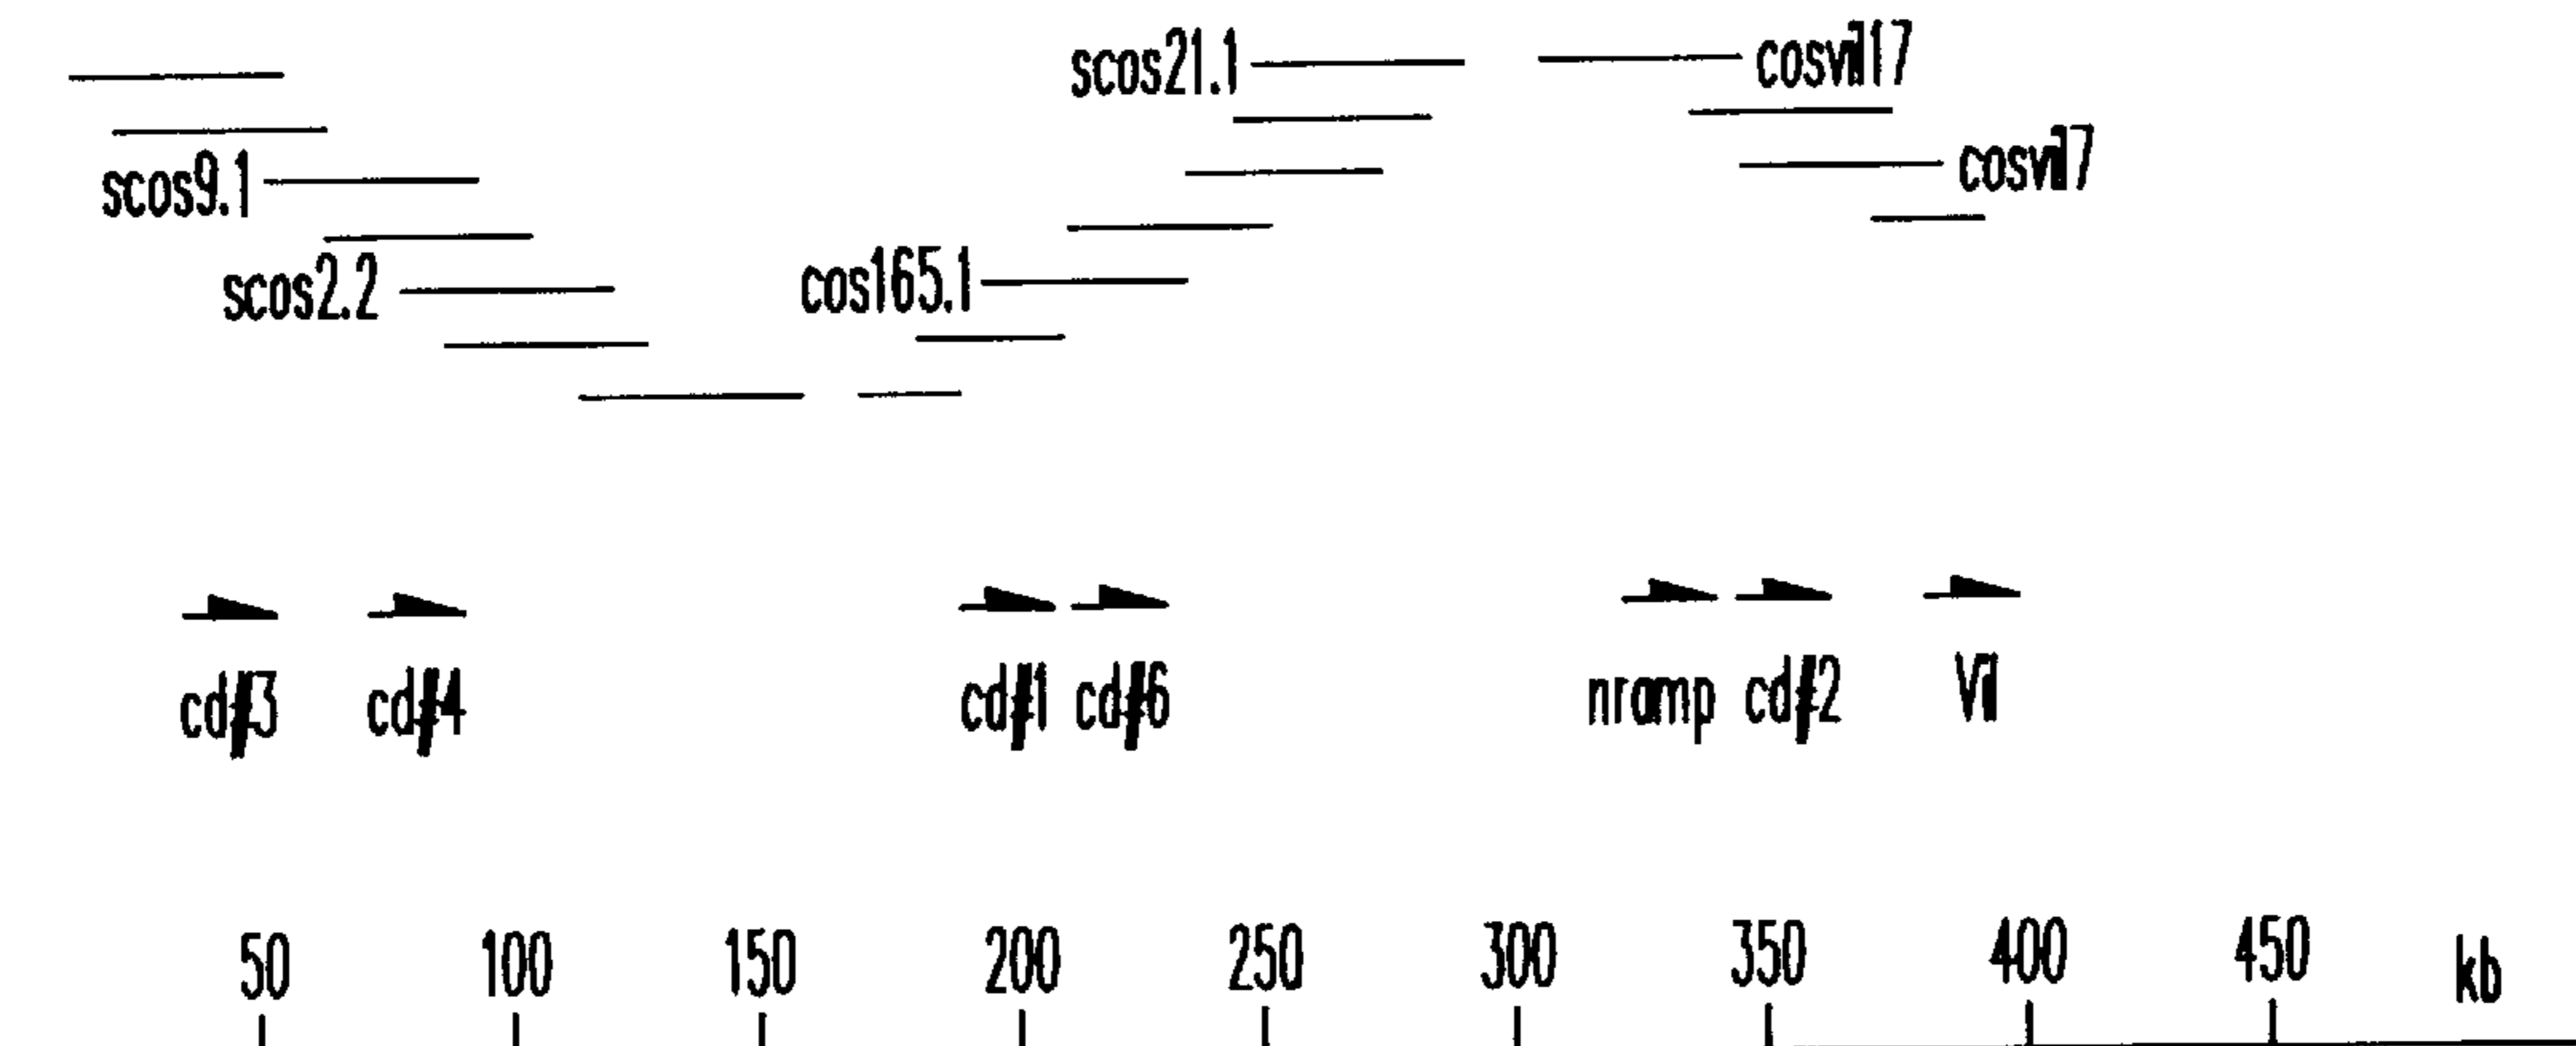 scos21.1 cosvil17
scos9.1 cosvil7
scos2.2 cos165.1
cd#3 cd#4 cd#1 cd#6 nramp cd#2 Vil
50 100 150 200 250 300 350 400 450 kb